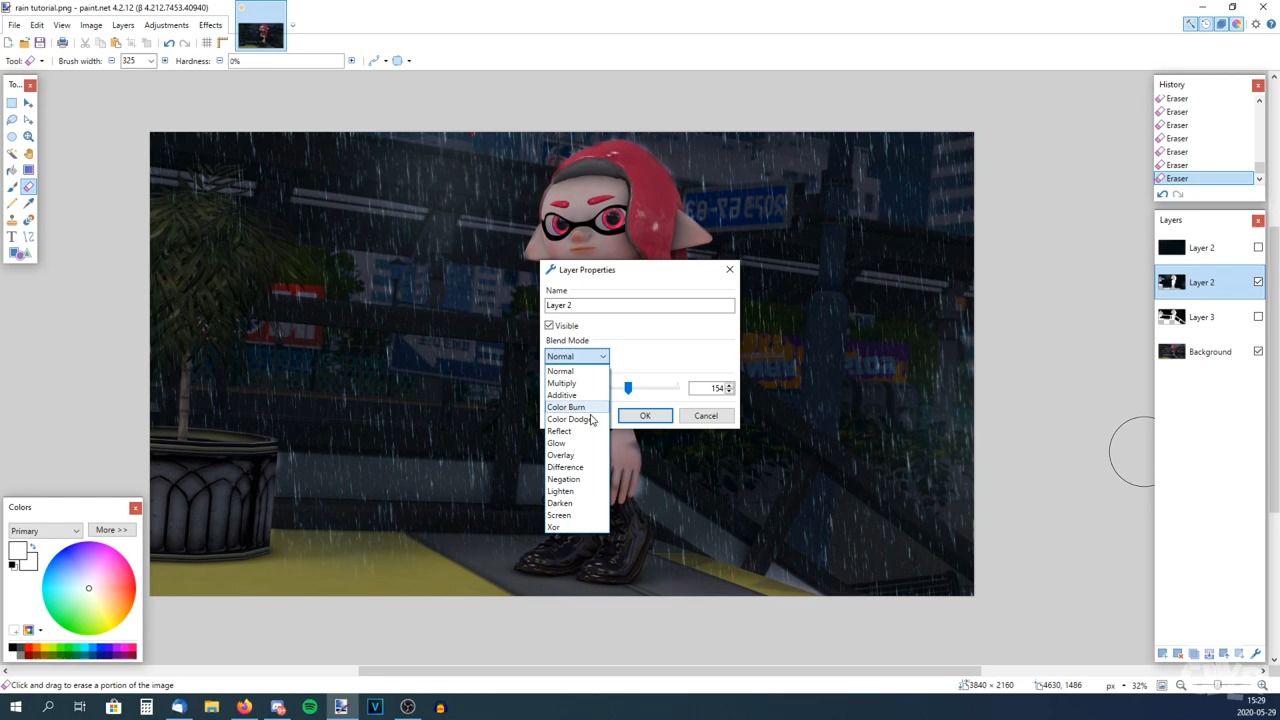 rain tutorial.png - paint.net 4.2.12 (β 4.212.7453.40940)
File Edit View Image Layers Adjustments Effects
Tool: Brush width: 325 Hardness: 0%
To...
History
Eraser
Eraser
Eraser
Eraser
Eraser
Eraser
Eraser
Layers
Layer 2
Layer 2
Layer 3
Background
Layer Properties
Name
Layer 2
Visible
Blend Mode
Normal
Normal
Multiply
Additive
Color Burn
Color Dodge
Reflect
Glow
Overlay
Difference
Negation
Lighten
Darken
Screen
Xor
154
OK Cancel
Colors
Primary More >>
Click and drag to erase a portion of the image
3840 × 2160 4630, 1486 px 32%
15:29
2020-05-29